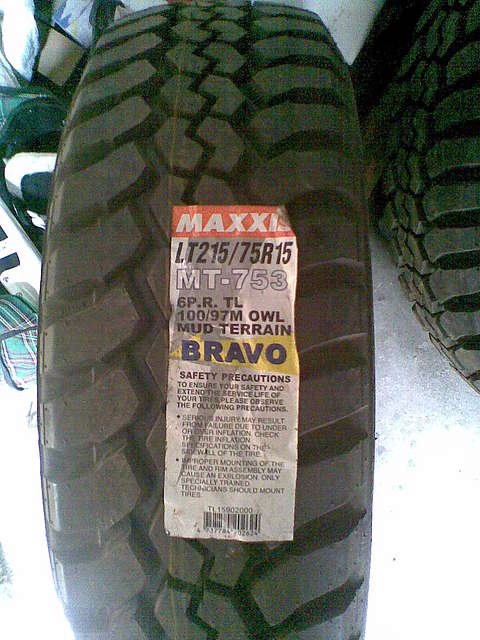 MAXXIS
LT215/75R15
MT-753
6P.R. TL
100/97M OWL
MUD TERRAIN
BRAVO
SAFETY PRECAUTIONS
TO ENSURE YOUR SAFETY AND
EXTEND THE SERVICE LIFE OF
YOUR TIRES,PLEASE OBSERVE
THE FOLLOWING PRECAUTIONS.
• SERIOUS INJURY MAY RESULT
FROM FAILURE DUE TO UNDER
OR OVER INFLATION. CHECK
THE TIRE INFLATION
SPECIFICATIONS ON THE
SIDEWALL OF THE TIRE.
• IMPROPER MOUNTING OF THE
TIRE AND RIM ASSEMBLY MAY
CAUSE AN EXPLOSION. ONLY
SPECIALLY TRAINED
TECHNICIANS SHOULD MOUNT
TIRES.
TL15902000